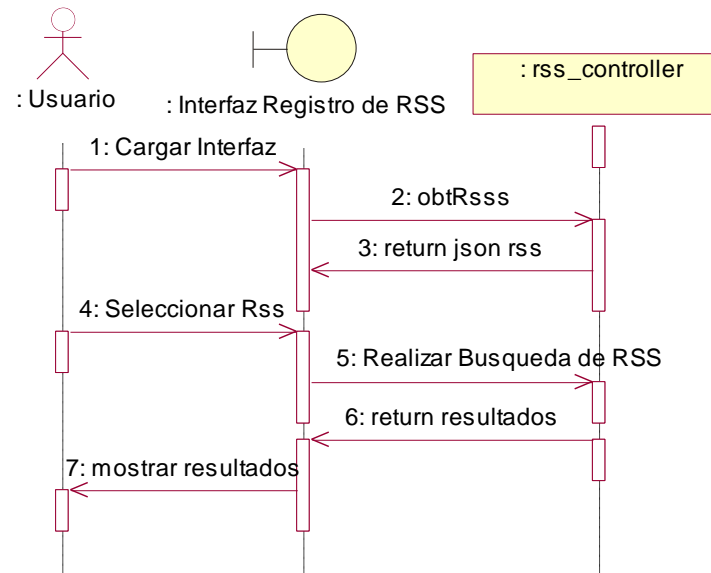 : Usuario
: Interfaz Registro de RSS
: rss_controller
1: Cargar Interfaz
2: obtRsss
3: return json rss
4: Seleccionar Rss
5: Realizar Busqueda de RSS
6: return resultados
7: mostrar resultados